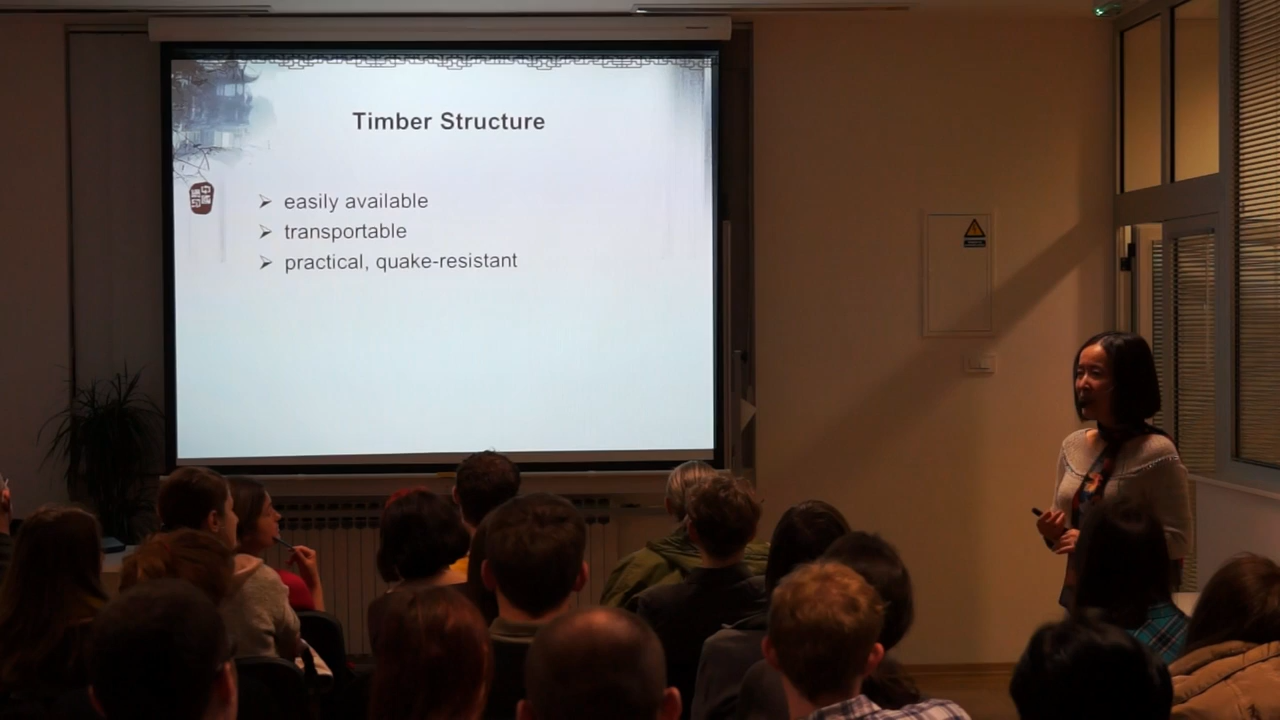 Timber Structure
easily available
transportable
practical, quake-resistant